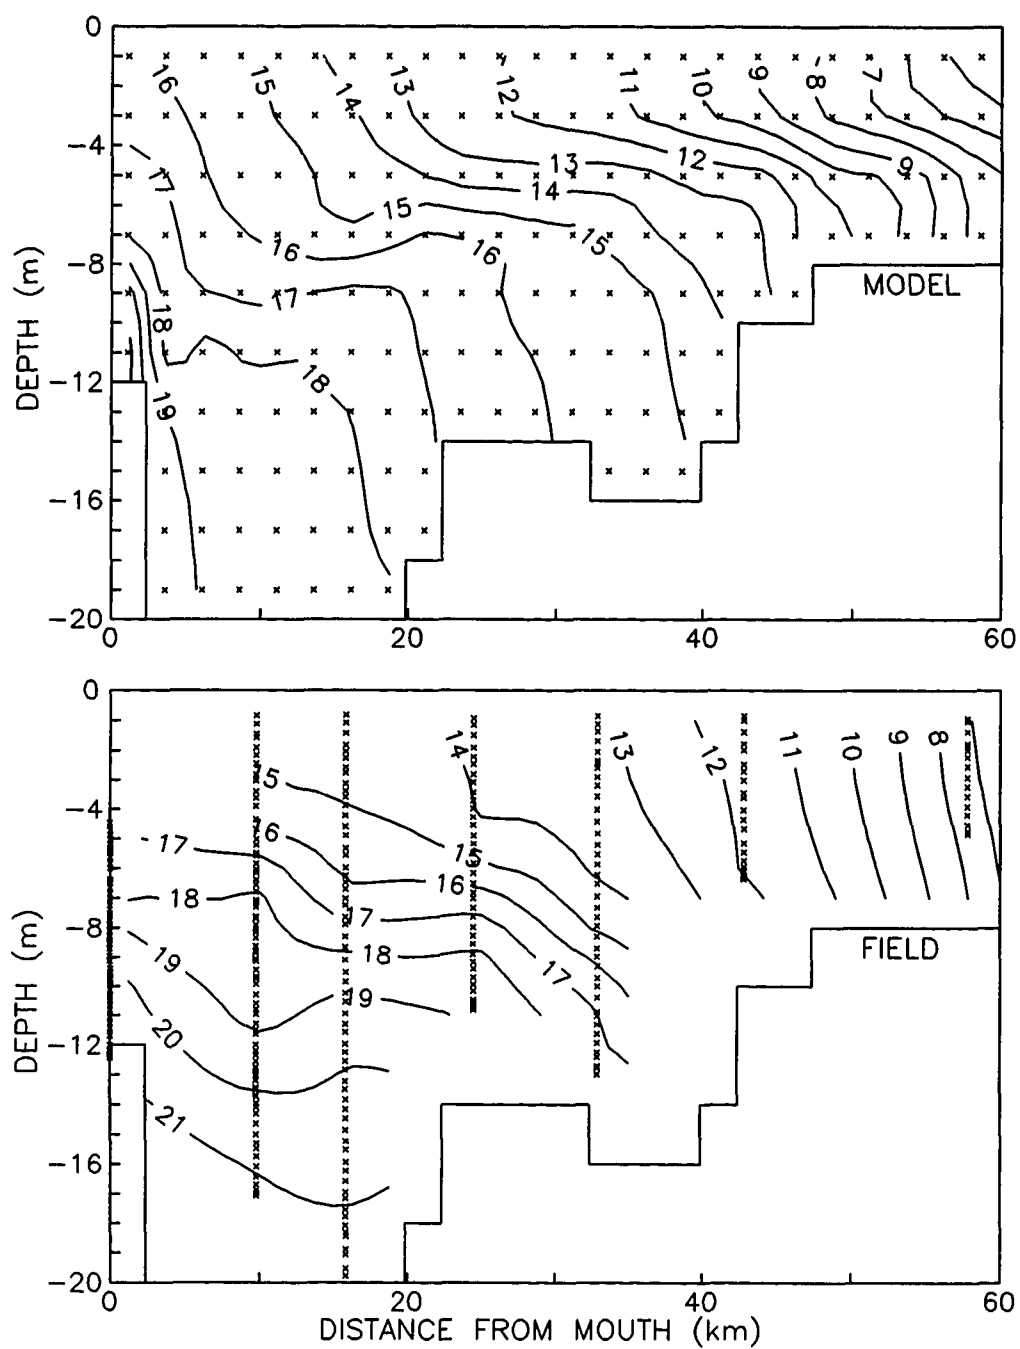 0
16 15 14 13 12 11 10 9 8 7
-4
17 13 12 9
14
15
16 16 15
-8
MODEL
17
18
DEPTH (m)
-12
18
19
-16
-20
0 20 40 60
0
14 13 -12 11 10 9 8
15
-4
16
-17 15
16
18 17
-8
18 FIELD
19 17
19
DEPTH (m)
20
-12
21
-16
-20
0 20 40 60
DISTANCE FROM MOUTH (km)